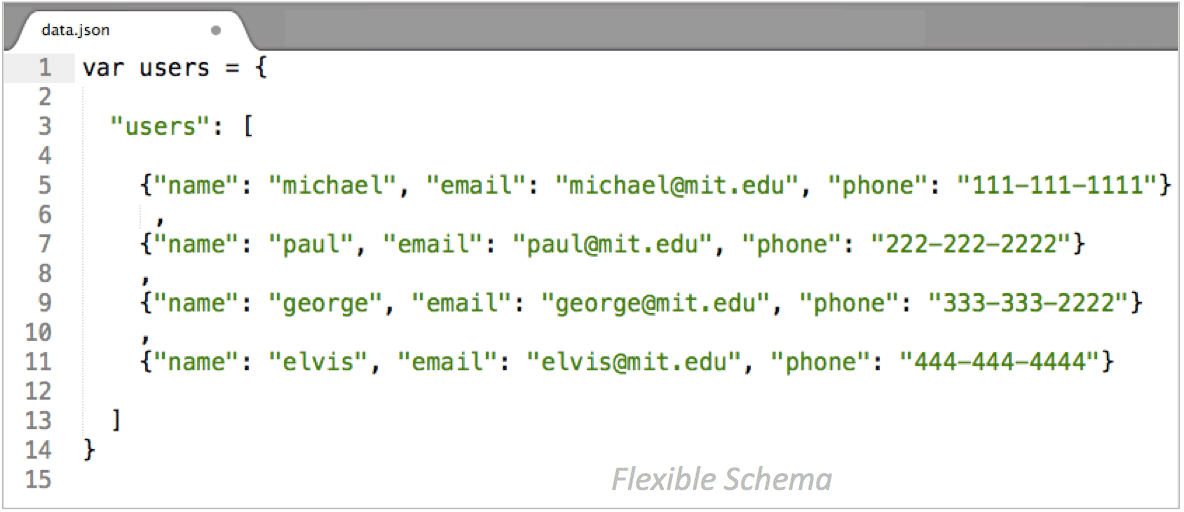 data.json
1 var users = {
2
3 "users": [
4
5 {"name": "michael", "email": "michael@mit.edu", "phone": "111-111-1111"}
6 ,
7 {"name": "paul", "email": "paul@mit.edu", "phone": "222-222-2222"}
8 ,
9 {"name": "george", "email": "george@mit.edu", "phone": "333-333-2222"}
10 ,
11 {"name": "elvis", "email": "elvis@mit.edu", "phone": "444-444-4444"}
12
13 ]
14 }
15
Flexible Schema